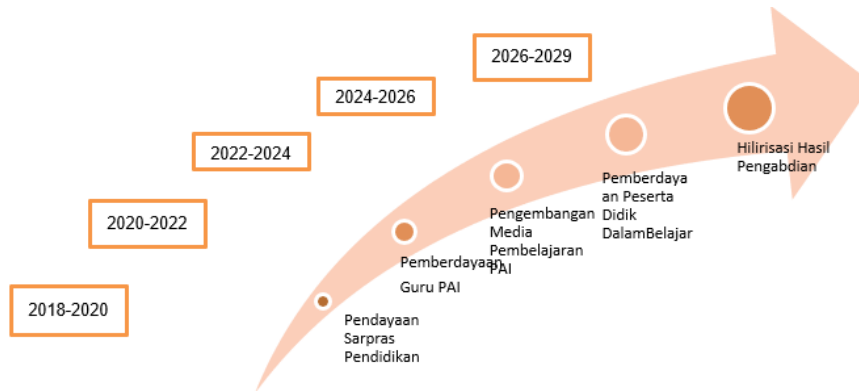 2026-2029
2024-2026
2022-2024
2020-2022
2018-2020
Hilirisasi Hasil
Pengabdian
Pemberdaya
an Peserta
Didik
DalamBelajar
Pengembangan
Media
Pembelajaran
PAI
Pemberdayaan
Guru PAI
Pendayaan
Sarpras
Pendidikan